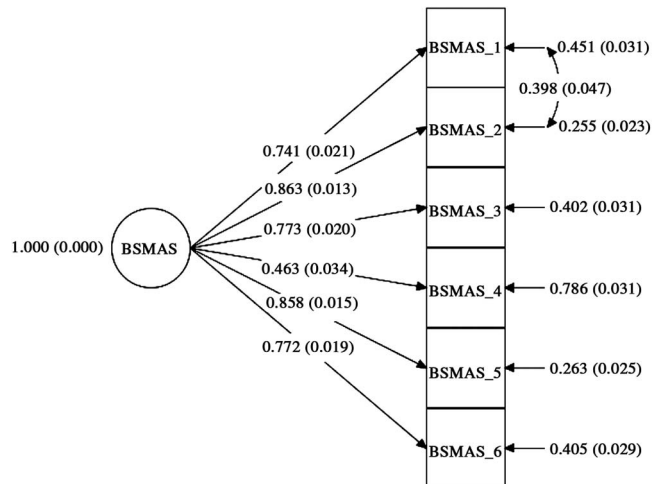 BSMAS_1
0.451 (0.031)
0.398 (0.047)
BSMAS_2
0.255 (0.023)
0.741 (0.021)
0.863 (0.013)
BSMAS_3
0.402 (0.031)
0.773 (0.020)
1.000 (0.000)
BSMAS
0.463 (0.034)
BSMAS_4
0.786 (0.031)
0.858 (0.015)
0.772 (0.019)
BSMAS_5
0.263 (0.025)
BSMAS_6
0.405 (0.029)